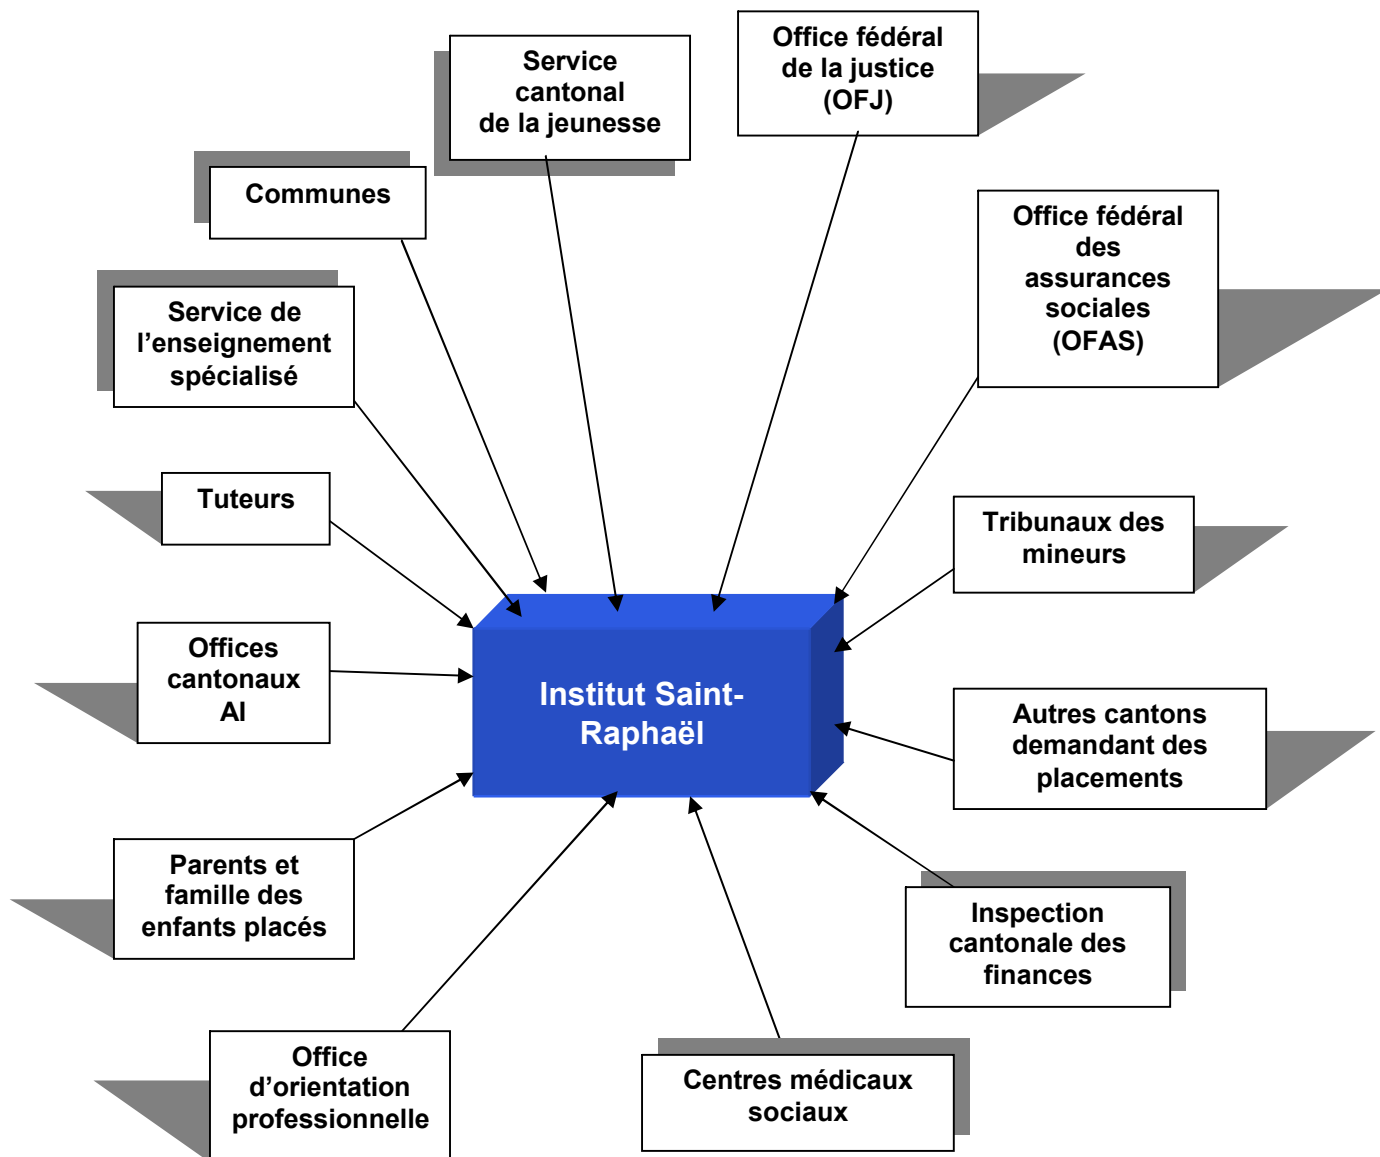 Office fédéral
de la justice
(OFJ)
Service
cantonal
de la jeunesse
Communes
Office fédéral
des
assurances
sociales
(OFAS)
Service de
l’enseignement
spécialisé
Tuteurs
Tribunaux des
mineurs
Offices
cantonaux
AI
Institut Saint-
Raphaël
Autres cantons
demandant des
placements
Parents et
famille des
enfants placés
Inspection
cantonale des
finances
Office
d’orientation
professionnelle
Centres médicaux
sociaux